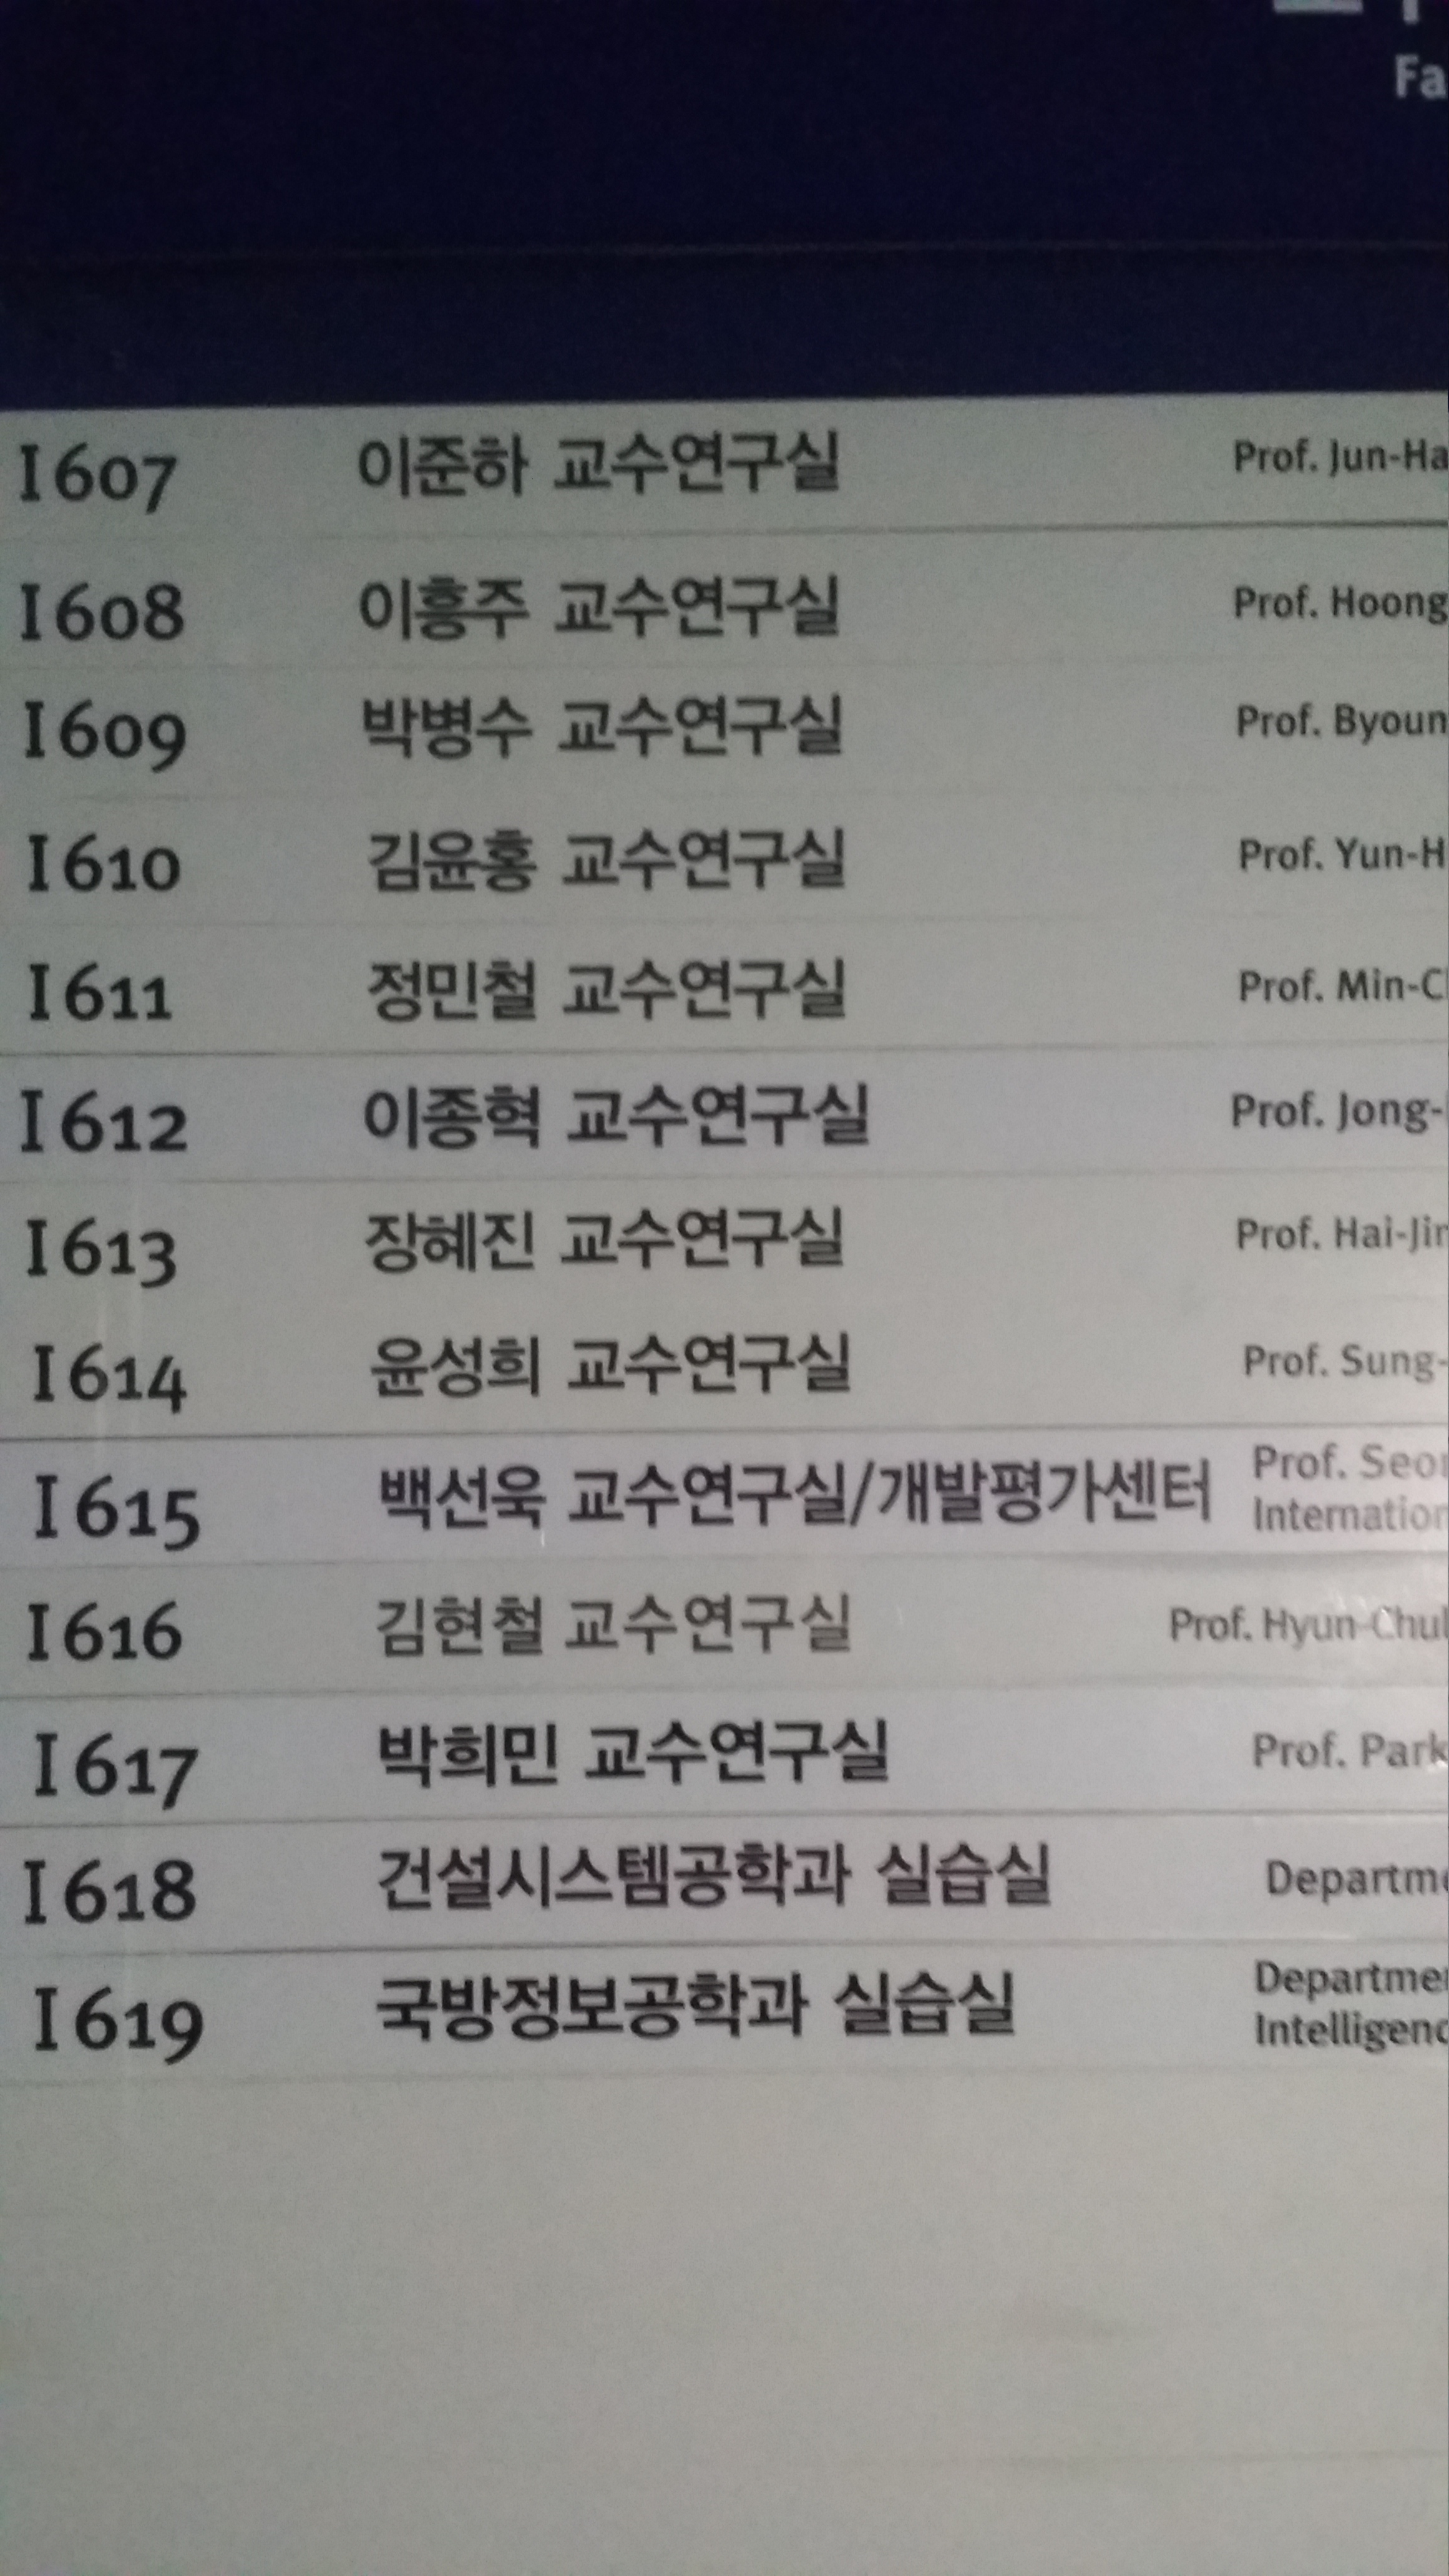 Fa
I607 이준하 교수연구실 Prof. Jun-Ha
I608 이흥주 교수연구실 Prof. Hoong
I609 박병수 교수연구실 Prof. Byoun
I610 김윤홍 교수연구실 Prof. Yun-H
I611 정민철 교수연구실 Prof. Min-C
I612 이종혁 교수연구실 Prof. Jong-
I613 장혜진 교수연구실 Prof. Hai-Jin
I614 윤성희 교수연구실 Prof. Sung-
I615 백선욱 교수연구실/개발평가센터 Prof. Seon
Internation
I616 김현철 교수연구실 Prof. Hyun-Chul
I617 박희민 교수연구실 Prof. Park
I618 건설시스템공학과 실습실 Departme
I619 국방정보공학과 실습실 Departmen
Intelligenc